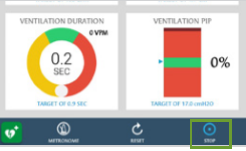 VENTILATION DURATION
0 VPM
0.2
SEC
TARGET OF 0.9 SEC
VENTILATION PIP
0%
TARGET OF 17.0 cmH2O
METRONOME
RESET
STOP